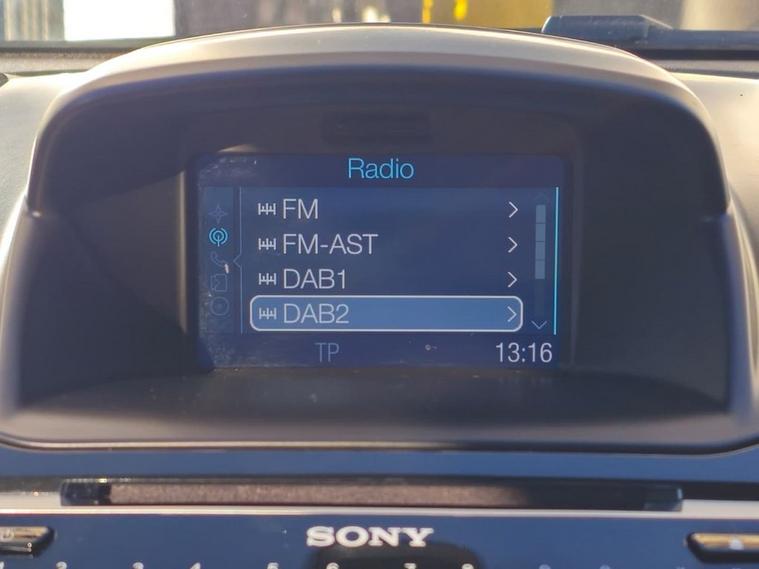 Radio
FM
FM-AST
DAB1
DAB2
TP 13:16
SONY